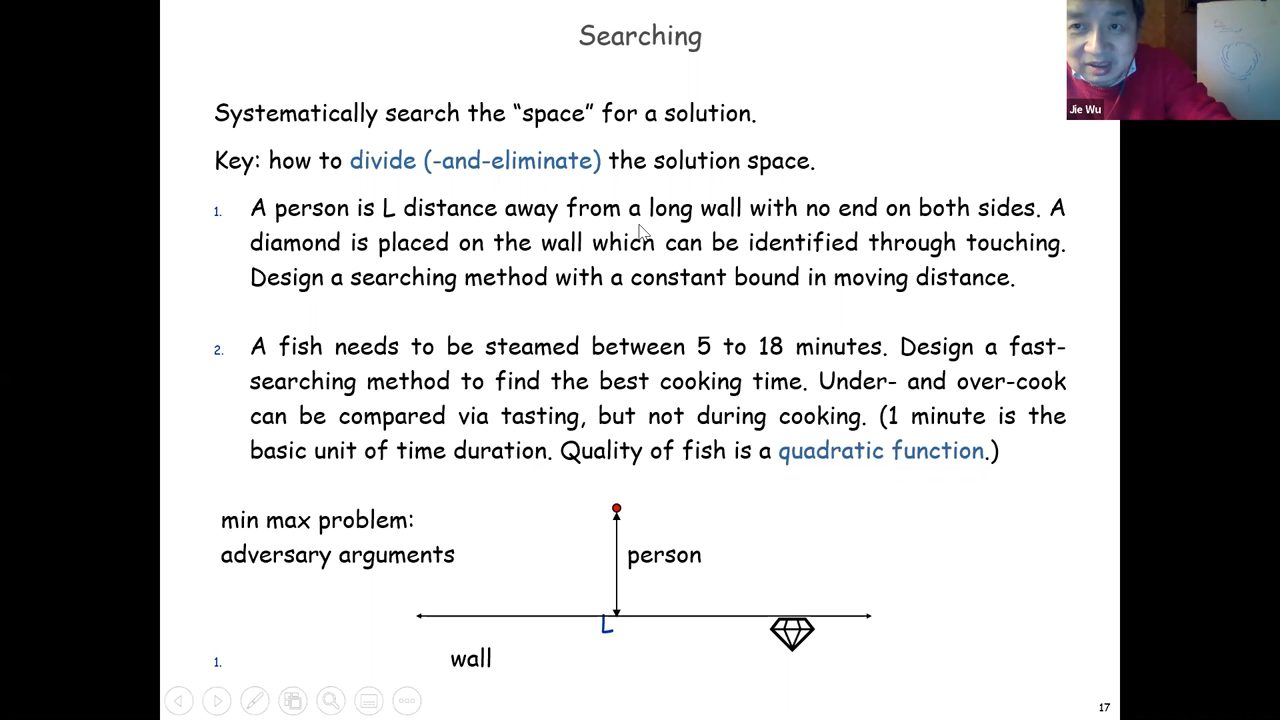 Searching
Jie Wu
Systematically search the “space” for a solution.
Key: how to divide (-and-eliminate) the solution space.
1. A person is L distance away from a long wall with no end on both sides. A
diamond is placed on the wall which can be identified through touching.
Design a searching method with a constant bound in moving distance.
2. A fish needs to be steamed between 5 to 18 minutes. Design a fast-
searching method to find the best cooking time. Under- and over-cook
can be compared via tasting, but not during cooking. (1 minute is the
basic unit of time duration. Quality of fish is a quadratic function.)
min max problem:
adversary arguments
person
L
wall
1.
17